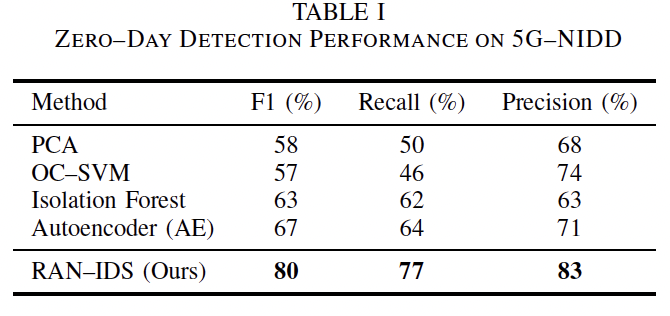 TABLE I
ZERO–DAY DETECTION PERFORMANCE ON 5G–NIDD
Method F1 (%) Recall (%) Precision (%)
PCA 58 50 68
OC–SVM 57 46 74
Isolation Forest 63 62 63
Autoencoder (AE) 67 64 71
RAN–IDS (Ours) 80 77 83